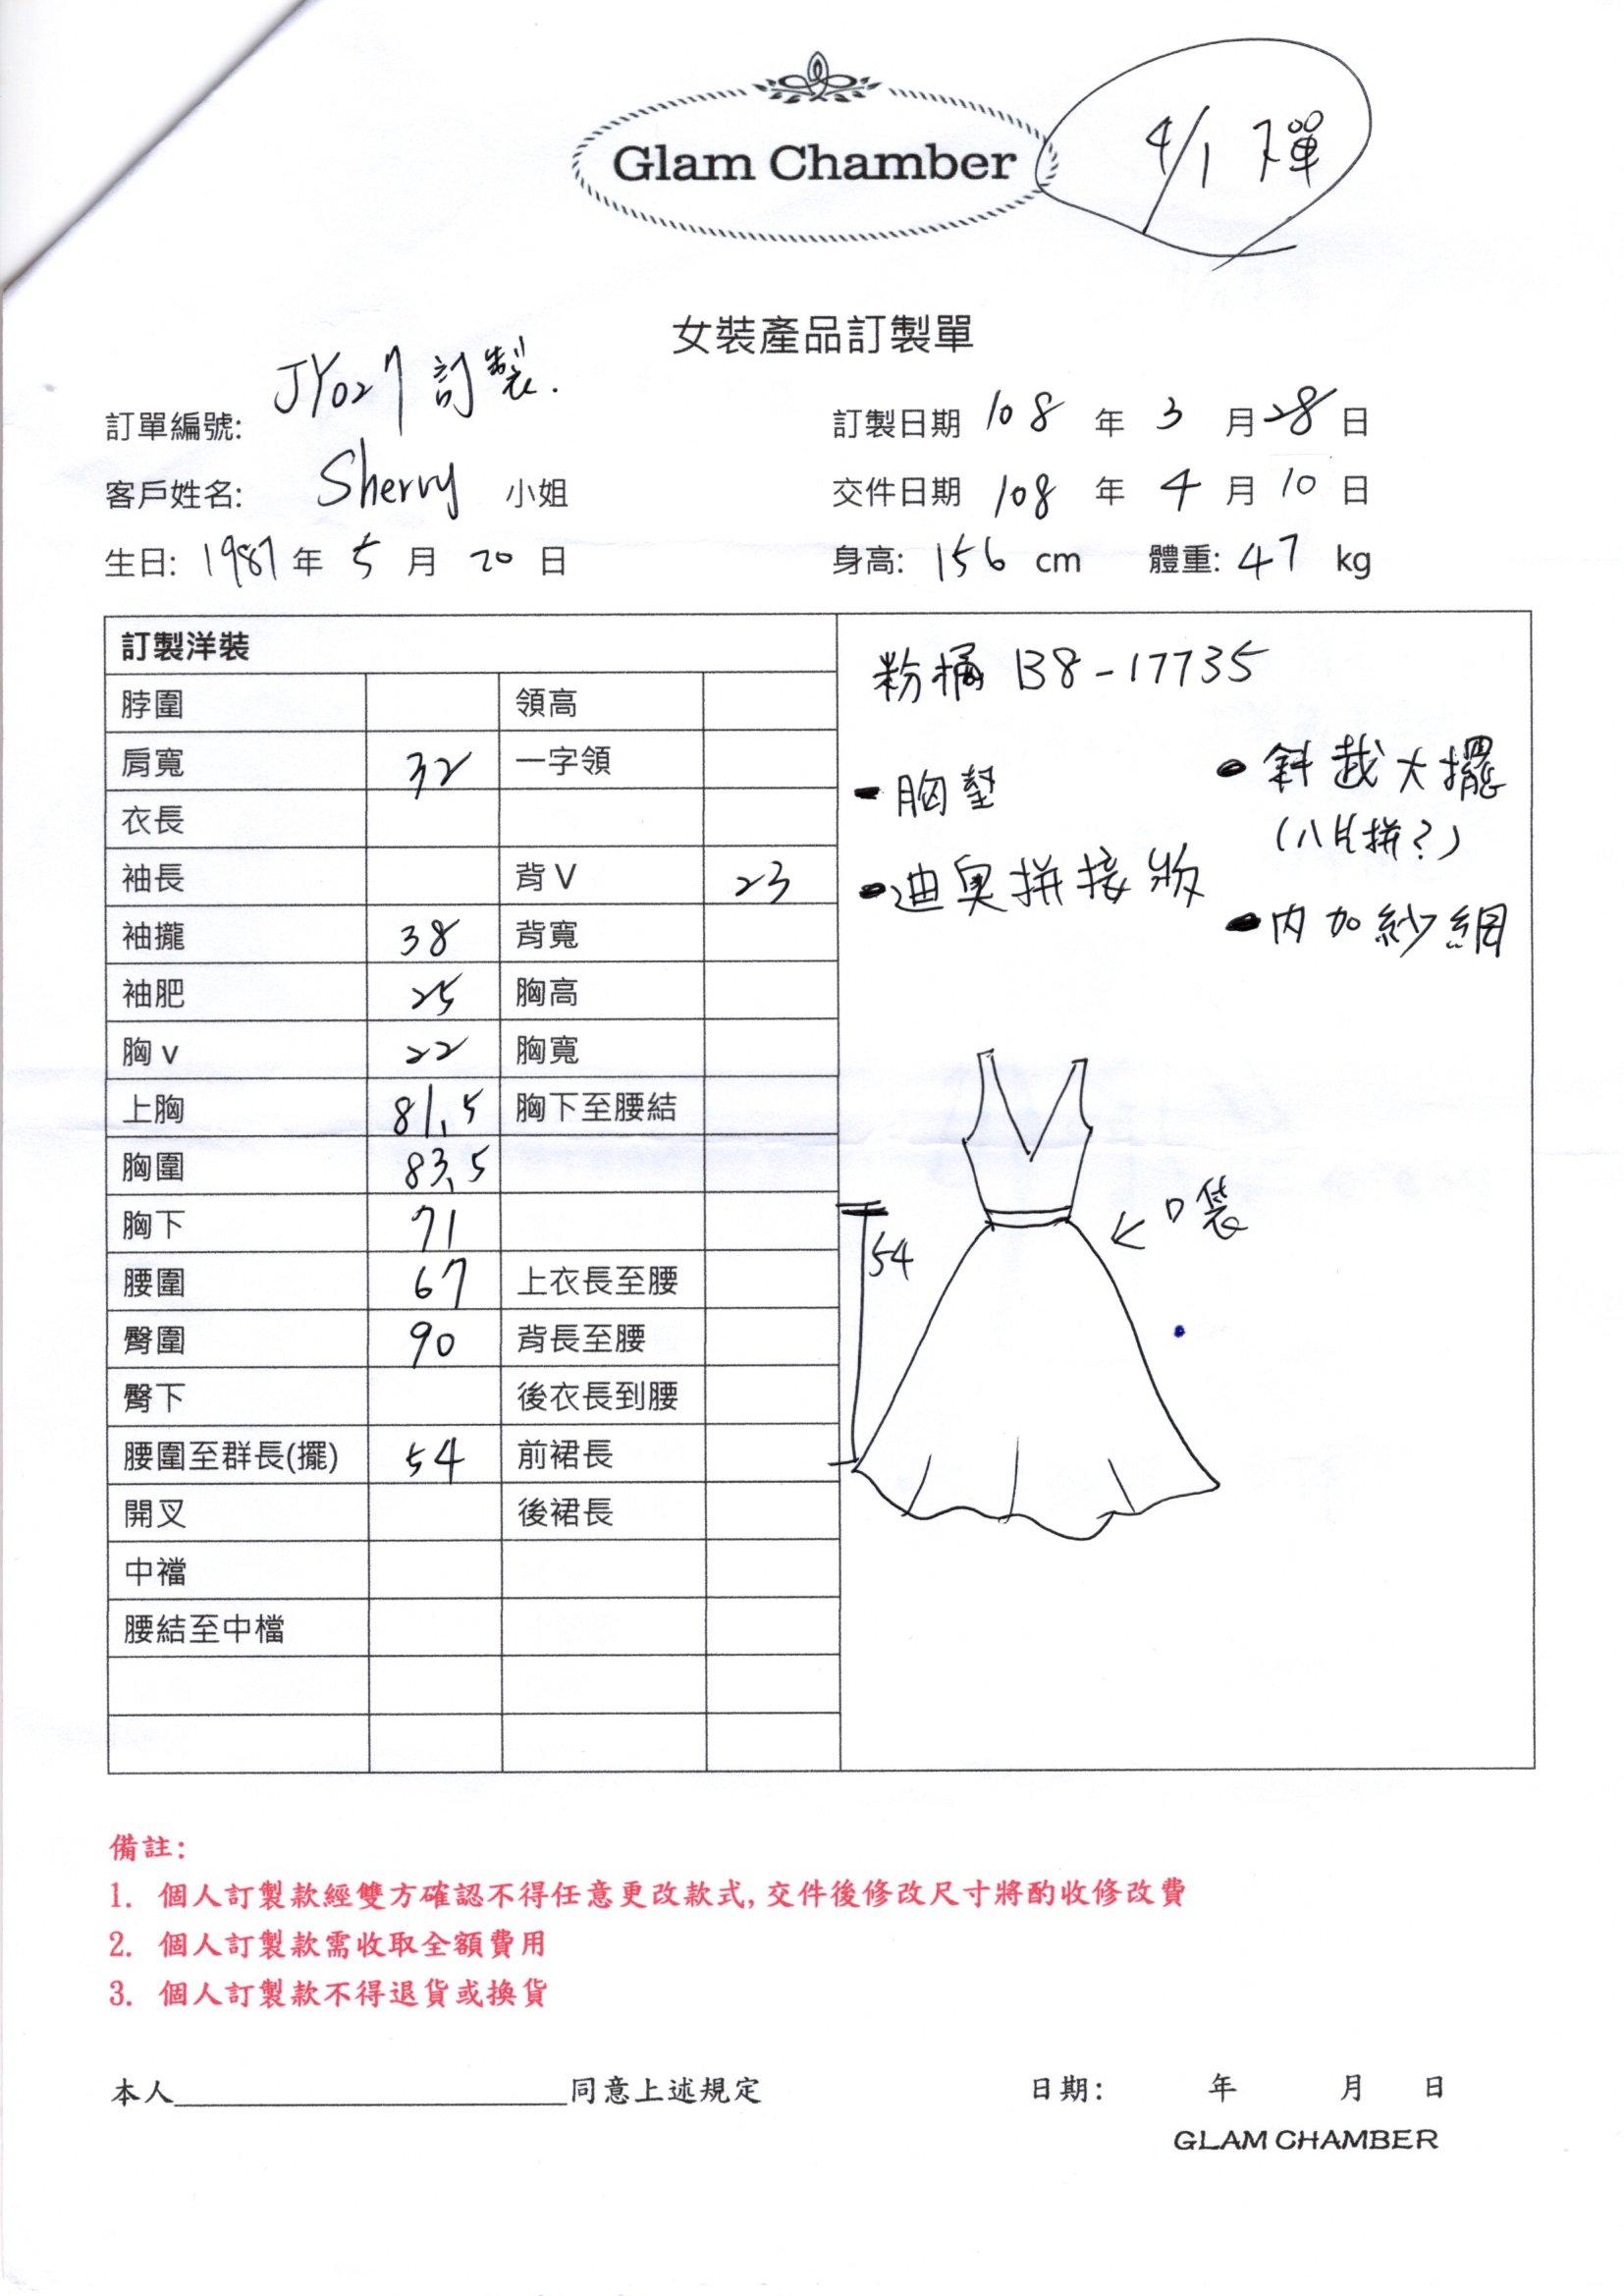 Glam Chamber
4/1 下單
女裝產品訂製單
訂單編號: JY027 訂製.
訂製日期 108 年 3 月 28 日
客戶姓名: Sherry 小姐
交件日期 108 年 4 月 10 日
生日: 1987 年 5 月 20 日
身高: 156 cm 體重: 47 kg
訂製洋裝
脖圍 領高
肩寬 32 一字領
衣長
袖長 背 V 23
袖攏 38 背寬
袖肥 25 胸高
胸 v 22 胸寬
上胸 81.5 胸下至腰結
胸圍 83.5
胸下 71
腰圍 67 上衣長至腰
臀圍 90 背長至腰
臀下 後衣長到腰
腰圍至群長(擺) 54 前裙長
開叉 後裙長
中襠
腰結至中檔
粉橘 B8-17735
胸墊
迪奧拼接版
斜裁大擺
(八片拼?)
內加紗網
口袋
54
備註:
1. 個人訂製款經雙方確認不得任意更改款式,交件後修改尺寸將酌收修改費
2. 個人訂製款需收取全額費用
3. 個人訂製款不得退貨或換貨
本人____________________同意上述規定
日期: 年 月 日
GLAM CHAMBER